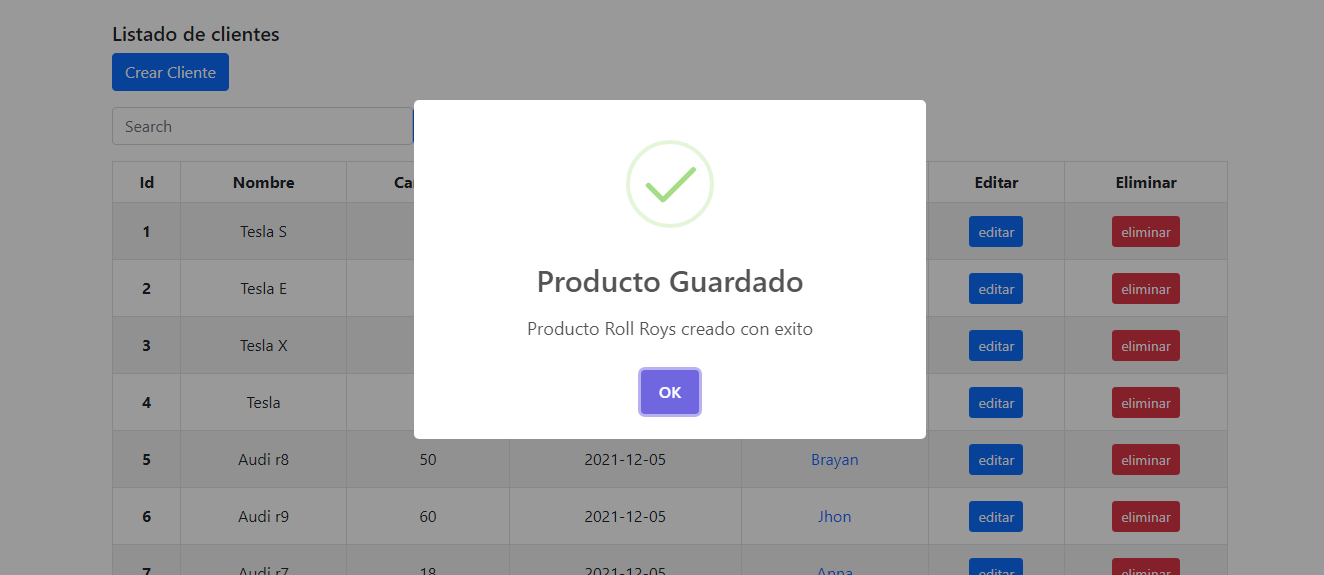 Listado de clientes
Crear Cliente
Search
Id Nombre Editar Eliminar
1 Tesla S editar eliminar
2 Tesla E editar eliminar
3 Tesla X editar eliminar
4 Tesla editar eliminar
5 Audi r8 50 2021-12-05 Brayan editar eliminar
6 Audi r9 60 2021-12-05 Jhon editar eliminar
7 Audi r7 18 2021-12-05 Anna editar eliminar
Producto Guardado
Producto Roll Roys creado con exito
OK